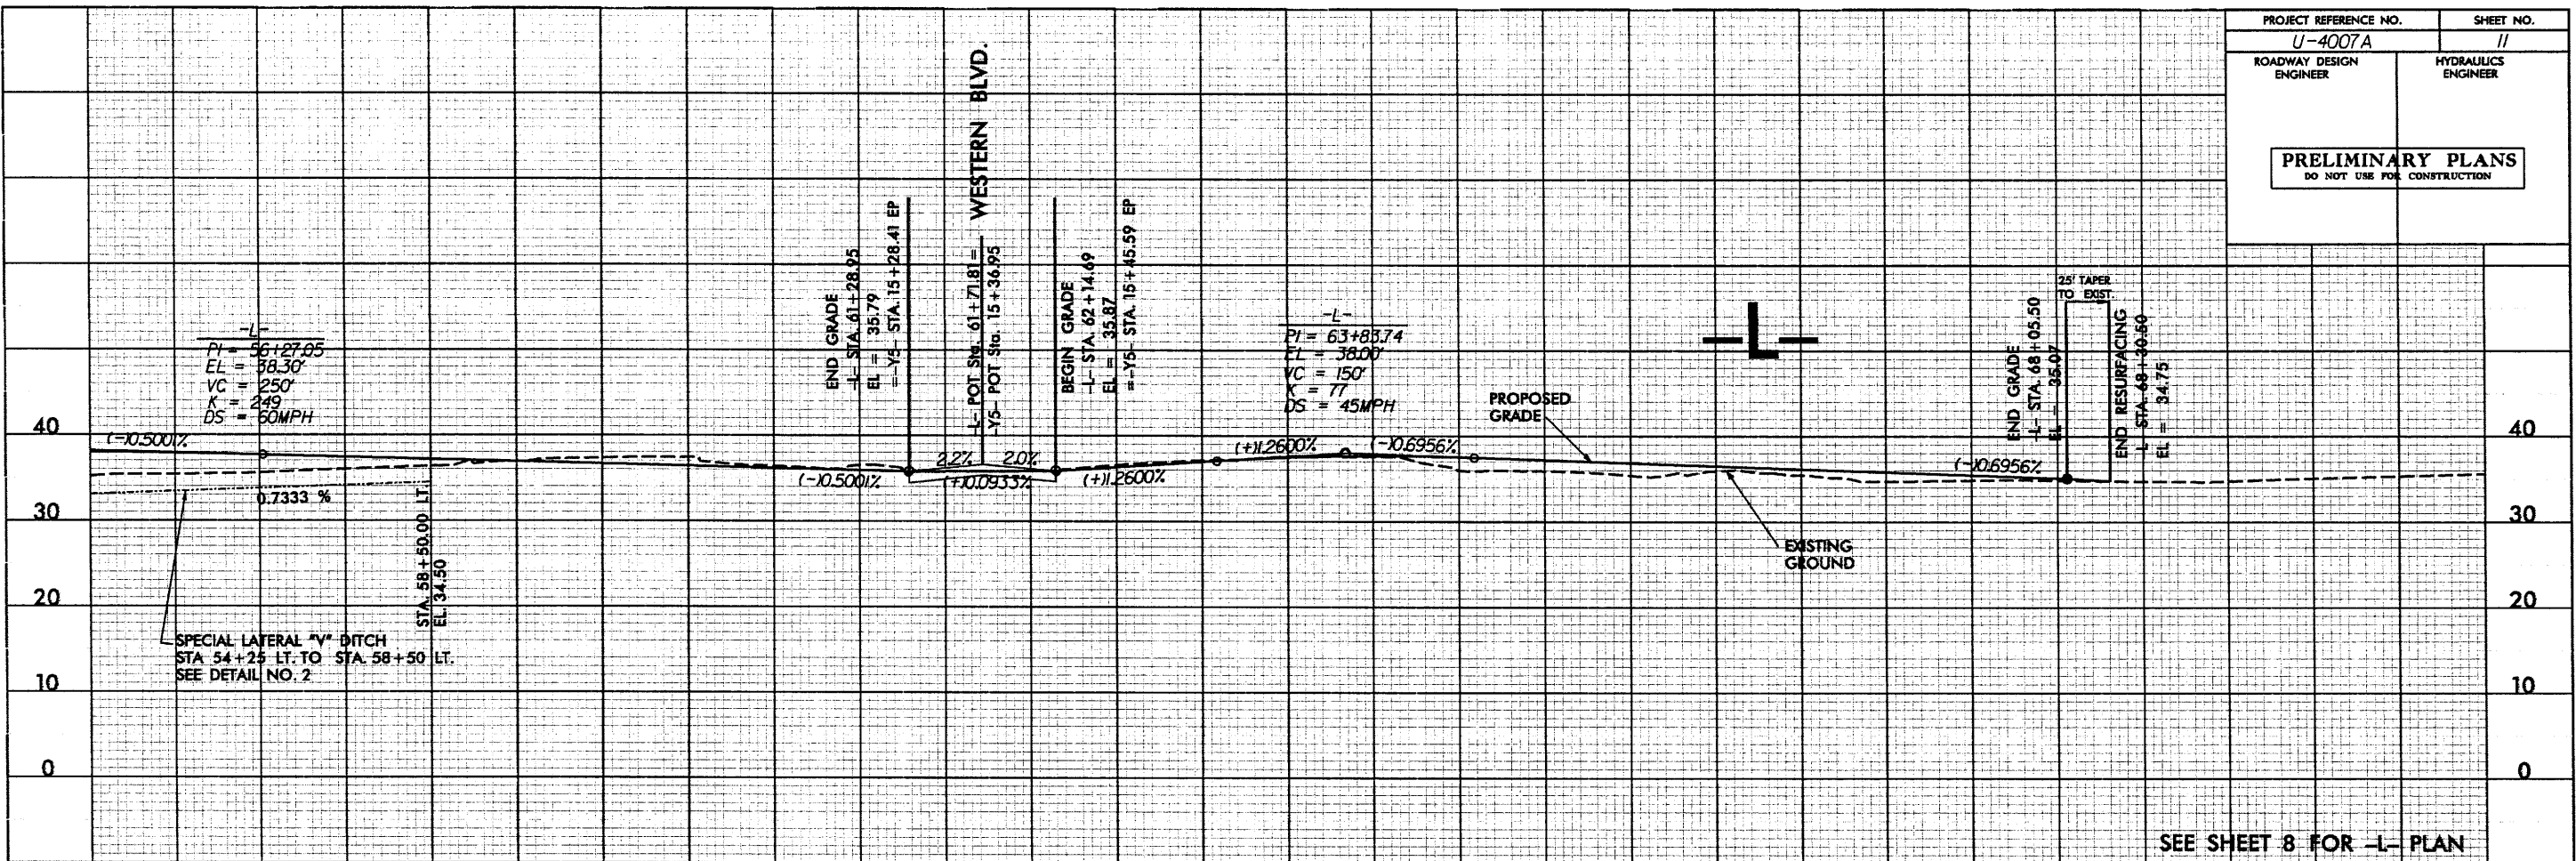 PROJECT REFERENCE NO.
SHEET NO.
U-4007A
11
ROADWAY DESIGN
ENGINEER
HYDRAULICS
ENGINEER
PRELIMINARY PLANS
DO NOT USE FOR CONSTRUCTION
-L-
PI = 56+27.05
EL = 38.30'
VC = 250'
K = 249
DS = 60MPH
END GRADE
-L- STA. 61+28.95
EL = 35.79
=-Y5- STA. 15+28.41 EP
-L- POT Sta. 61+71.81 =
-Y5- POT Sta. 15+36.95
WESTERN BLVD.
BEGIN GRADE
-L- STA. 62+14.69
EL = 35.87
=-Y5- STA. 15+45.59 EP
-L-
PI = 63+83.74
EL = 38.00'
VC = 150'
K = 77
DS = 45MPH
-L-
PROPOSED
GRADE
END GRADE
-L- STA. 68+05.50
EL = 35.07
25' TAPER
TO EXIST.
END RESURFACING
L STA. 68+30.50
EL = 34.75
40
(-)0.5001%
2.2%
2.0%
(+)1.2600%
(-)0.6956%
(-)0.6956%
40
0.7333 %
(-)0.5001%
(+)0.0933%
(+)1.2600%
30
30
STA. 58+50.00 LT.
EL. 34.50
EXISTING
GROUND
20
20
SPECIAL LATERAL "V" DITCH
STA 54+25 LT. TO STA. 58+50 LT.
SEE DETAIL NO. 2
10
10
0
0
SEE SHEET 8 FOR -L- PLAN